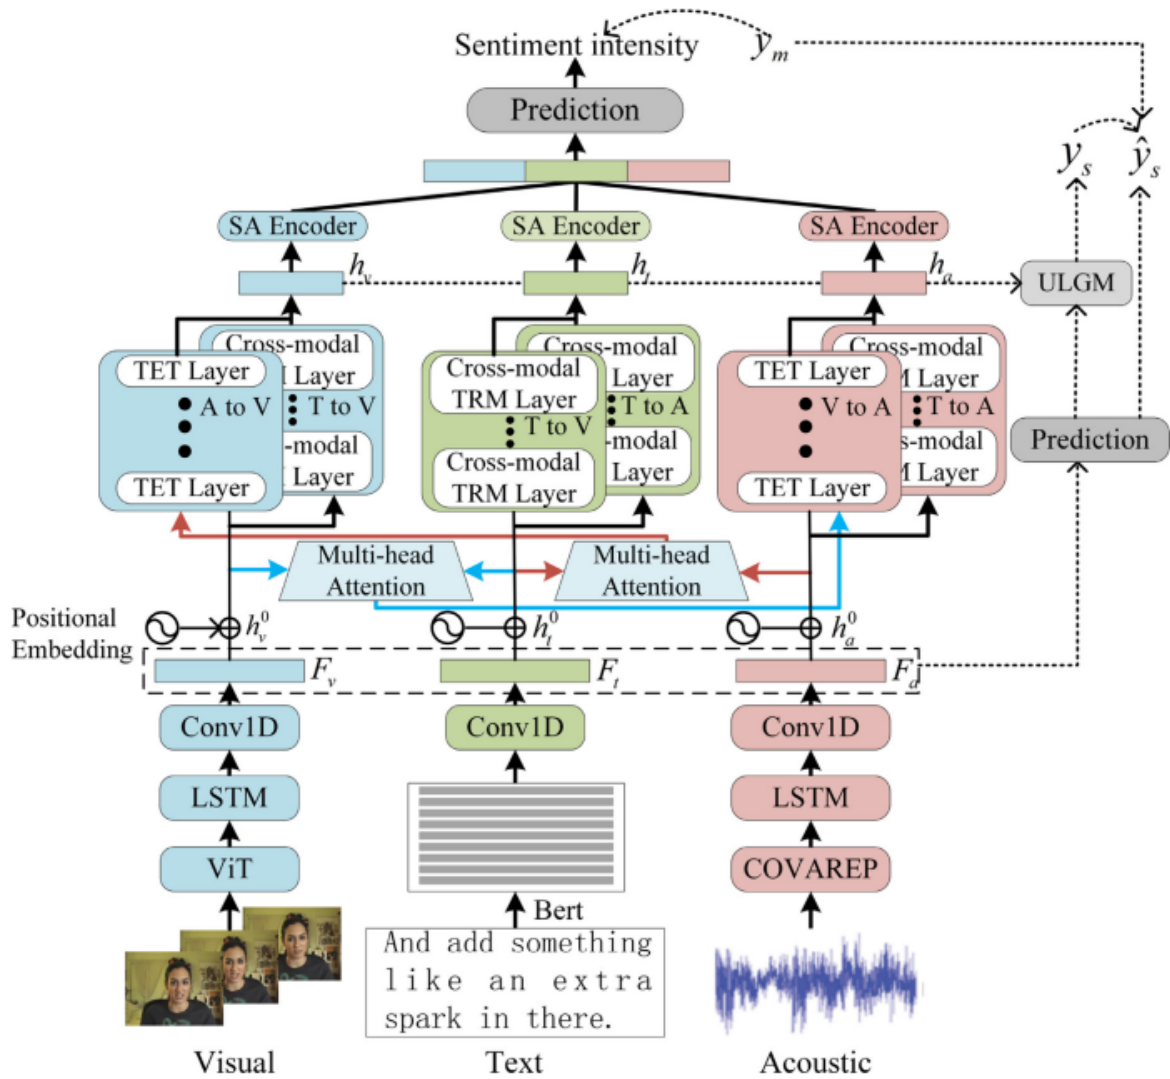 Sentiment intensity
y_m
Prediction
y_s
ŷ_s
SA Encoder
SA Encoder
SA Encoder
h_v
h_t
h_a
ULGM
Cross-modal
Layer
TET Layer
A to V
T to V
Layer
TET Layer
Cross-modal
Layer
Cross-modal
TRM Layer
T to V
T to A
Cross-modal
TRM Layer
Layer
Cross-modal
Layer
TET Layer
V to A
T to A
Layer
TET Layer
Prediction
Multi-head
Attention
Multi-head
Attention
Positional
Embedding
h_v^0
h_t^0
h_a^0
F_v
F_t
F_a
Conv1D
Conv1D
Conv1D
LSTM
LSTM
ViT
COVAREP
Bert
And add something
like an extra
spark in there.
Visual
Text
Acoustic